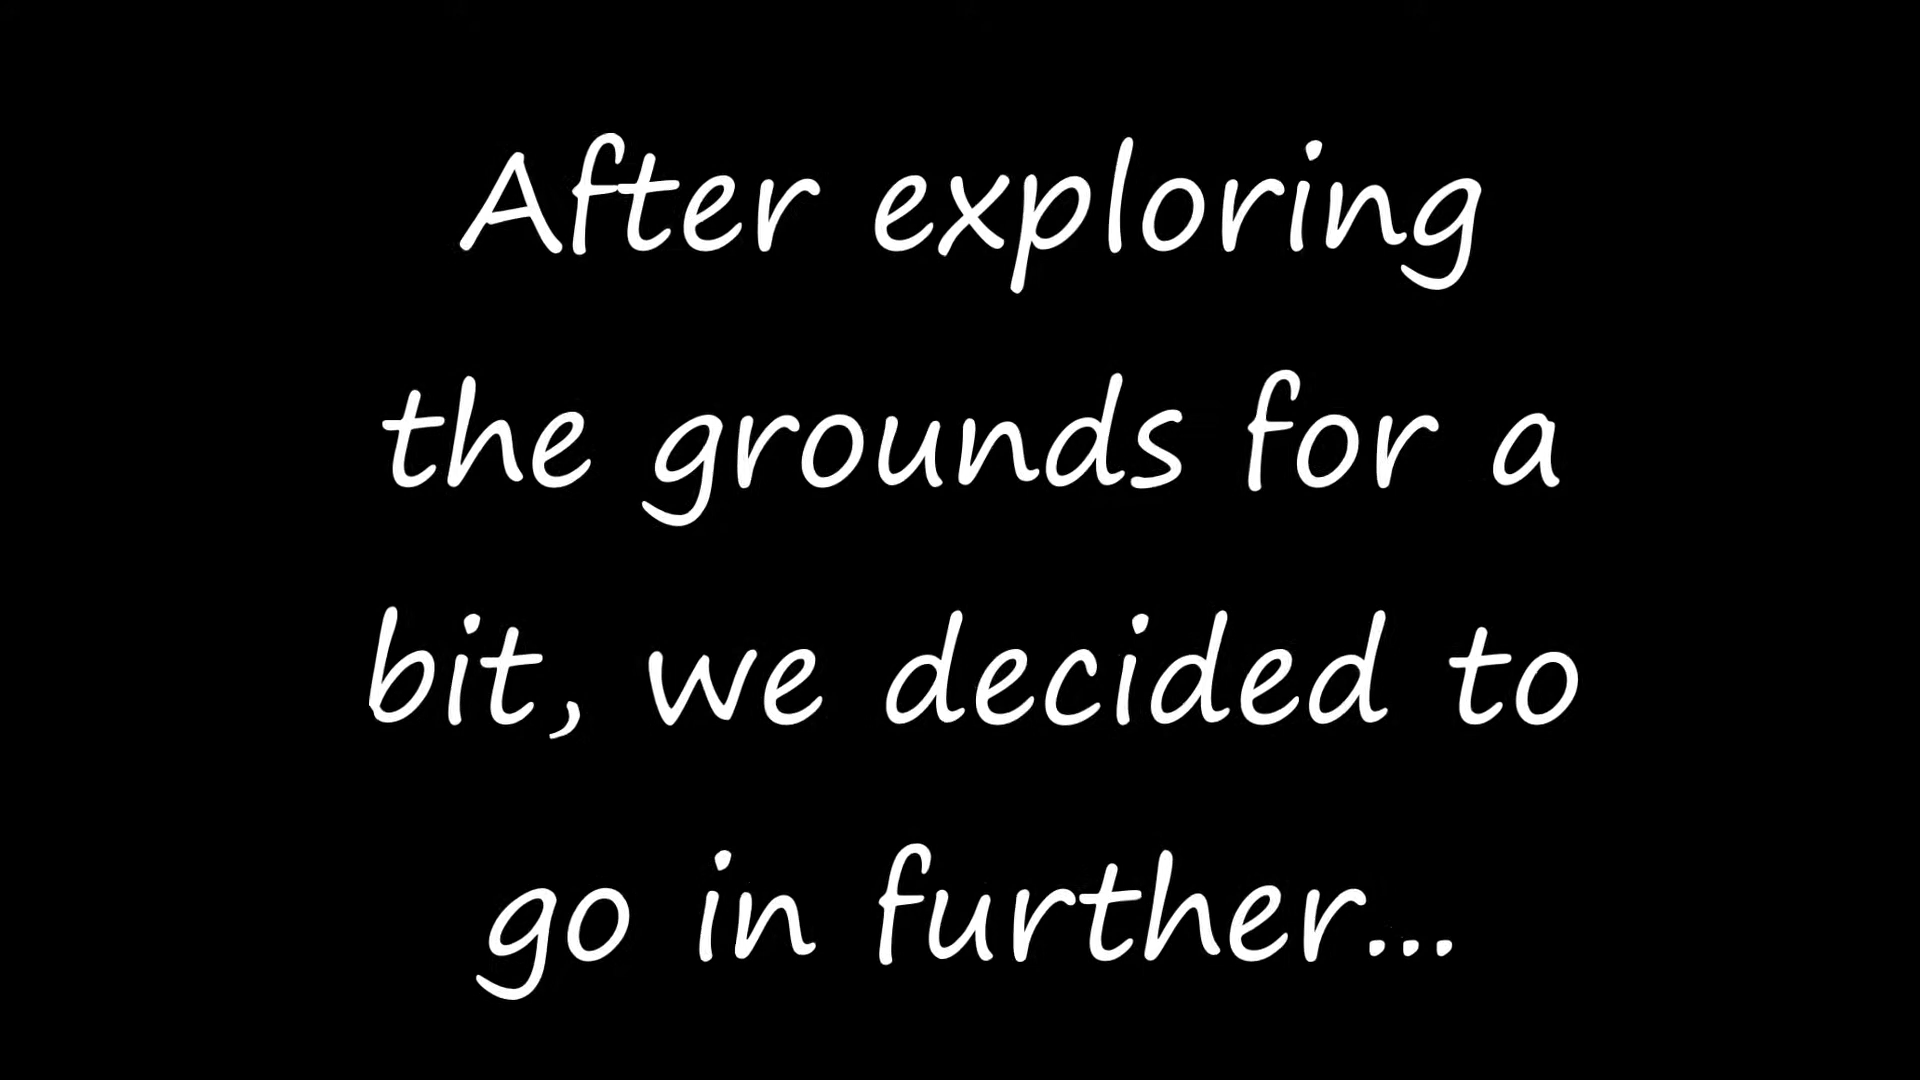 After exploring
the grounds for a
bit, we decided to
go in further...